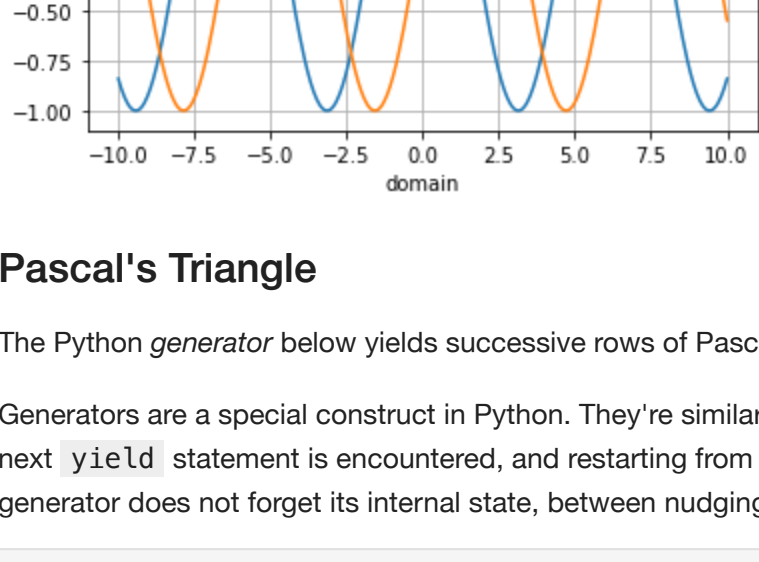 −0.50
−0.75
−1.00
−10.0 −7.5 −5.0 −2.5 0.0 2.5 5.0 7.5 10.0
domain
Pascal's Triangle
The Python generator below yields successive rows of Pasc
Generators are a special construct in Python. They're similar
next yield statement is encountered, and restarting from
generator does not forget its internal state, between nudging